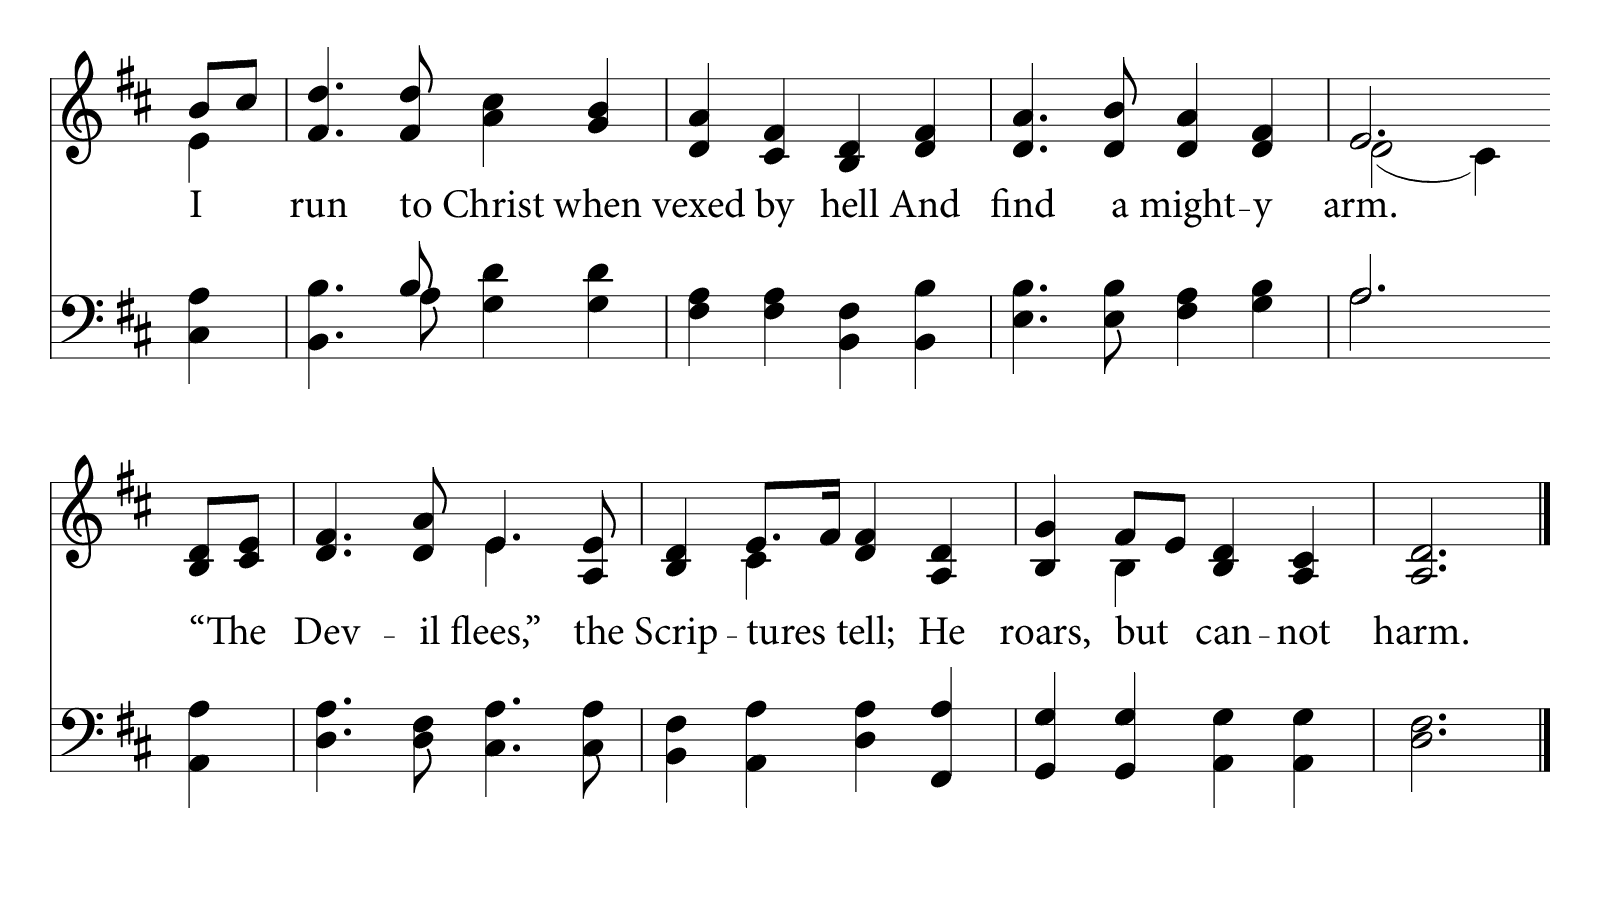 I run to Christ when vexed by hell And find a might-y arm.
“The Dev - il flees,” the Scrip - tures tell; He roars, but can - not harm.